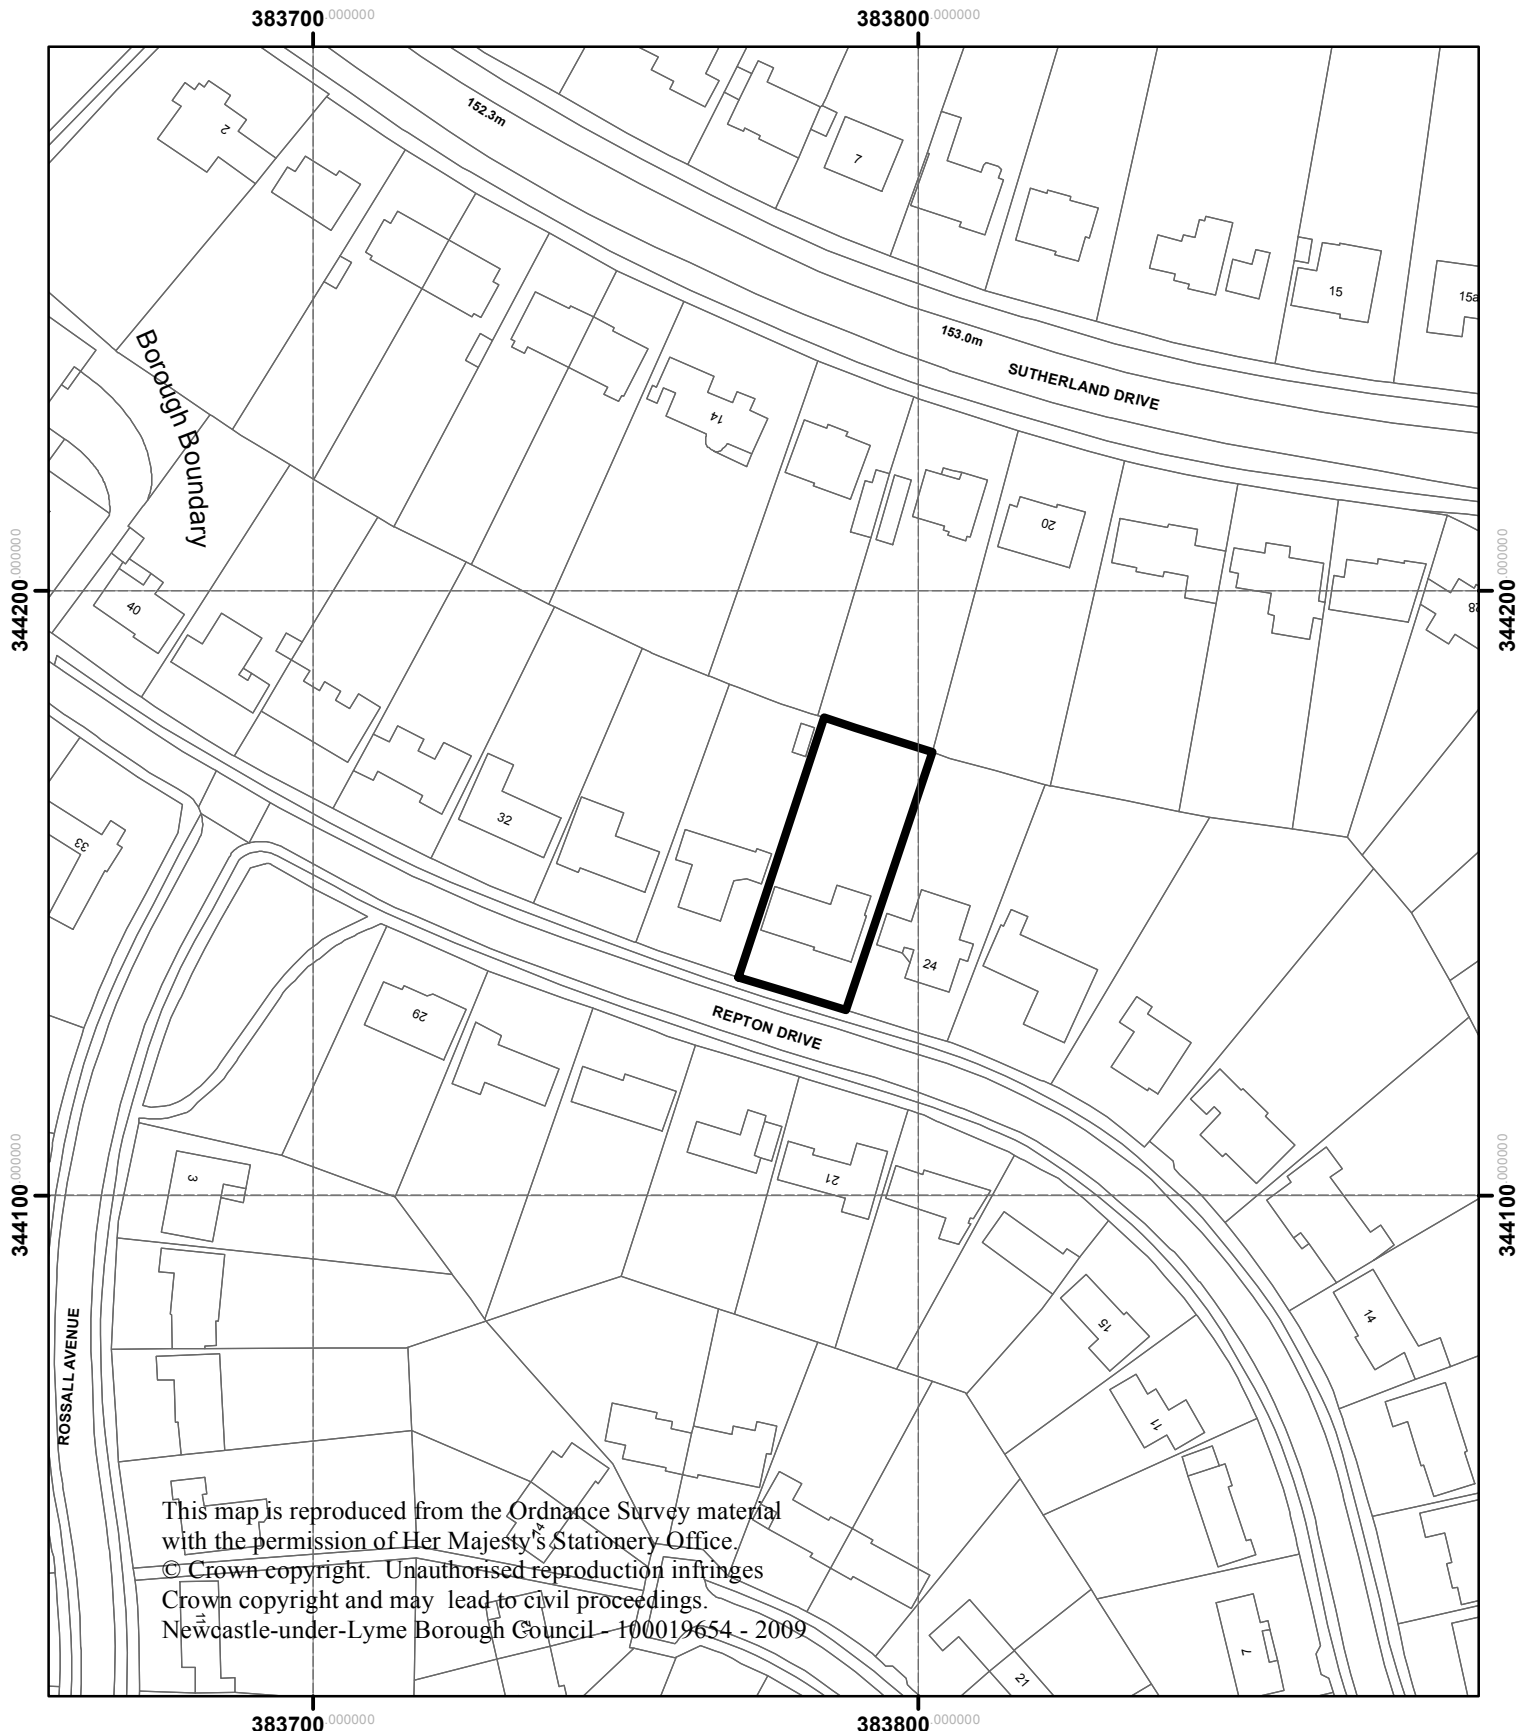 383700.000000
383800.000000
152.3m
2
7
15
15a
153.0m
SUTHERLAND DRIVE
Borough Boundary
14
20
344200.000000
344200.000000
40
28
32
33
24
29
REPTON DRIVE
3
21
344100.000000
344100.000000
15
14
ROSSALL AVENUE
11
This map is reproduced from the Ordnance Survey material
with the permission of Her Majesty's Stationery Office.
© Crown copyright. Unauthorised reproduction infringes
Crown copyright and may lead to civil proceedings.
Newcastle-under-Lyme Borough Council - 100019654 - 2009
14
11
7
21
383700.000000
383800.000000